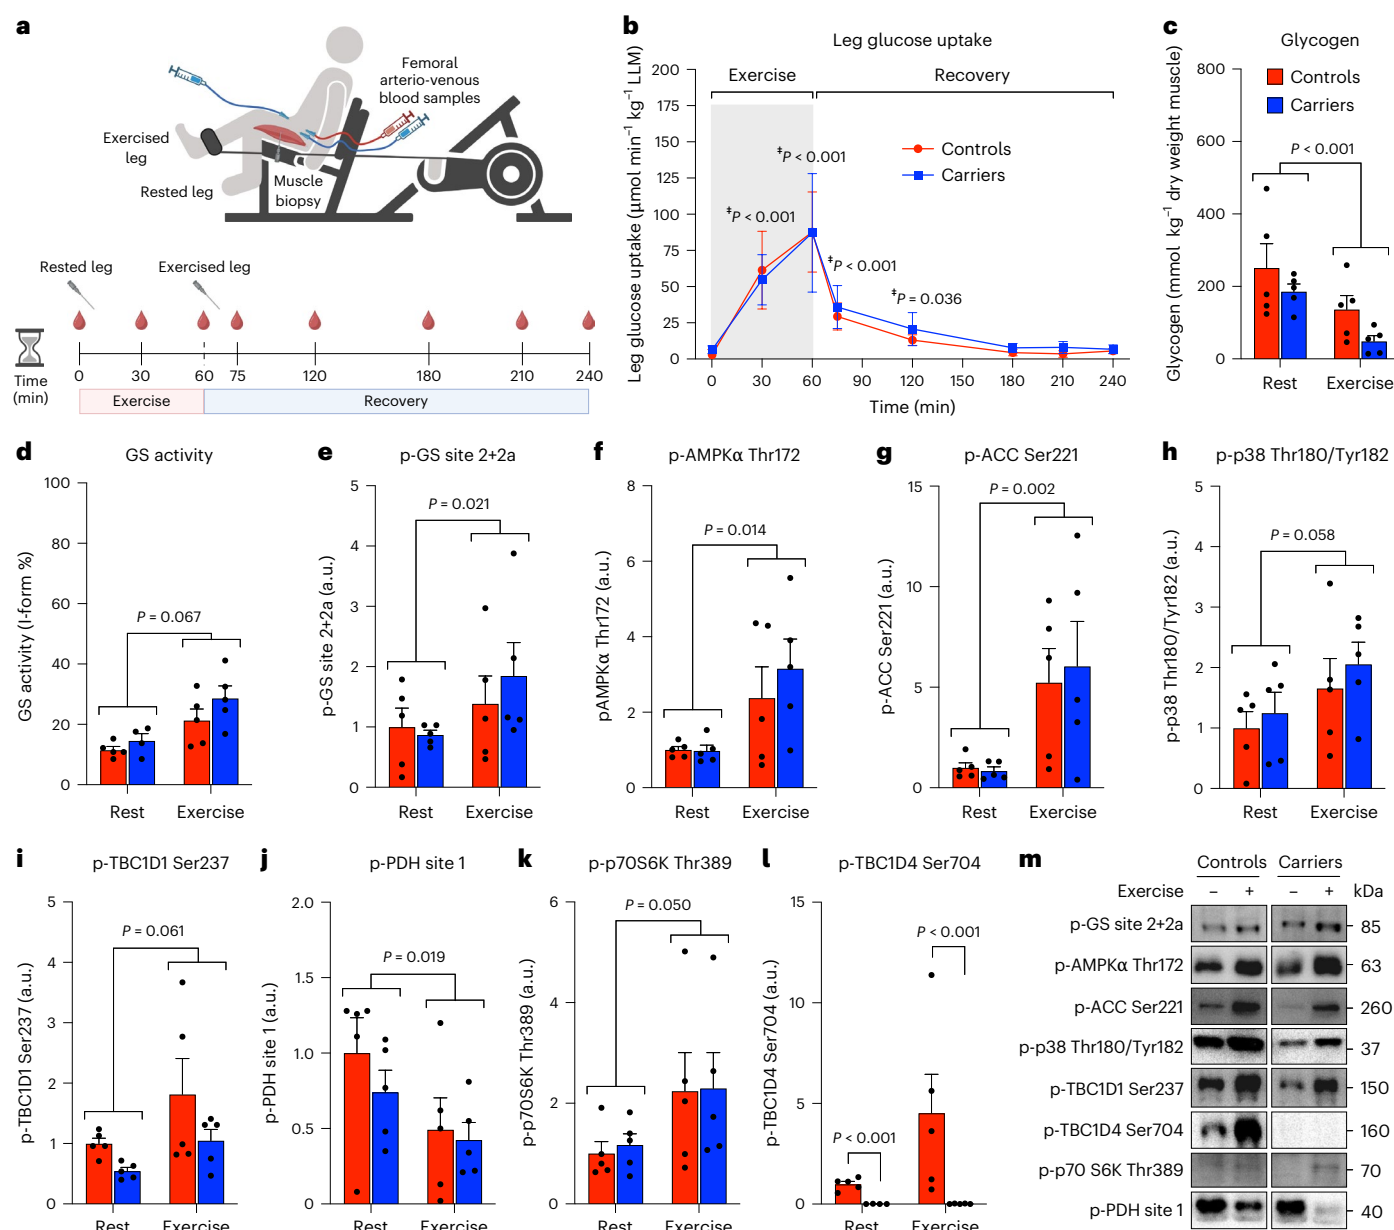 a
Femoral
arterio-venous
blood samples
Exercised
leg
Rested leg
Muscle
biopsy
Rested leg
Exercised leg
Time
(min)
0 30 60 75 120 180 210 240
Exercise
Recovery
b
Leg glucose uptake
Leg glucose uptake (µmol min⁻¹ kg⁻¹ LLM)
200
175
150
125
100
75
50
25
0
Exercise
Recovery
‡P < 0.001
‡P < 0.001
‡P < 0.001
‡P = 0.036
Controls
Carriers
0 30 60 90 120 150 180 210 240
Time (min)
c
Glycogen
Glycogen (mmol kg⁻¹ dry weight muscle)
800
600
400
200
0
Controls
Carriers
P < 0.001
Rest Exercise
d
GS activity
GS activity (I-form %)
100
80
60
40
20
0
P = 0.067
Rest Exercise
e
p-GS site 2+2a
p-GS site 2+2a (a.u.)
5
4
3
2
1
0
P = 0.021
Rest Exercise
f
p-AMPKα Thr172
pAMPKα Thr172 (a.u.)
8
6
4
2
0
P = 0.014
Rest Exercise
g
p-ACC Ser221
p-ACC Ser221 (a.u.)
15
10
5
0
P = 0.002
Rest Exercise
h
p-p38 Thr180/Tyr182
p-p38 Thr180/Tyr182 (a.u.)
5
4
3
2
1
0
P = 0.058
Rest Exercise
i
p-TBC1D1 Ser237
p-TBC1D1 Ser237 (a.u.)
5
4
3
2
1
0
P = 0.061
Rest Exercise
j
p-PDH site 1
p-PDH site 1 (a.u.)
2.0
1.5
1.0
0.5
0
P = 0.019
Rest Exercise
k
p-p70S6K Thr389
p-p70S6K Thr389 (a.u.)
6
4
2
0
P = 0.050
Rest Exercise
l
p-TBC1D4 Ser704
p-TBC1D4 Ser704 (a.u.)
15
10
5
0
P < 0.001
P < 0.001
Rest Exercise
m
Controls Carriers
Exercise − + − + kDa
p-GS site 2+2a 85
p-AMPKα Thr172 63
p-ACC Ser221 260
p-p38 Thr180/Tyr182 37
p-TBC1D1 Ser237 150
p-TBC1D4 Ser704 160
p-p70 S6K Thr389 70
p-PDH site 1 40